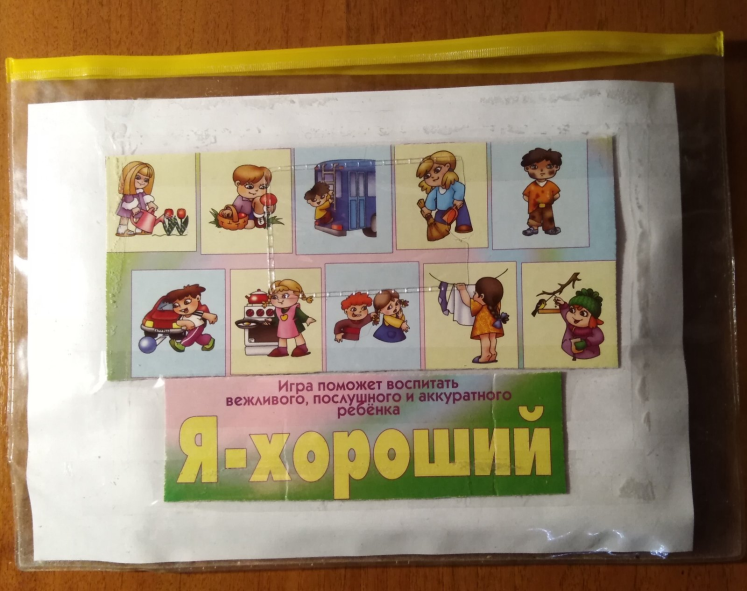 Игра поможет воспитать
вежливого, послушного и аккуратного
ребёнка
Я-хороший